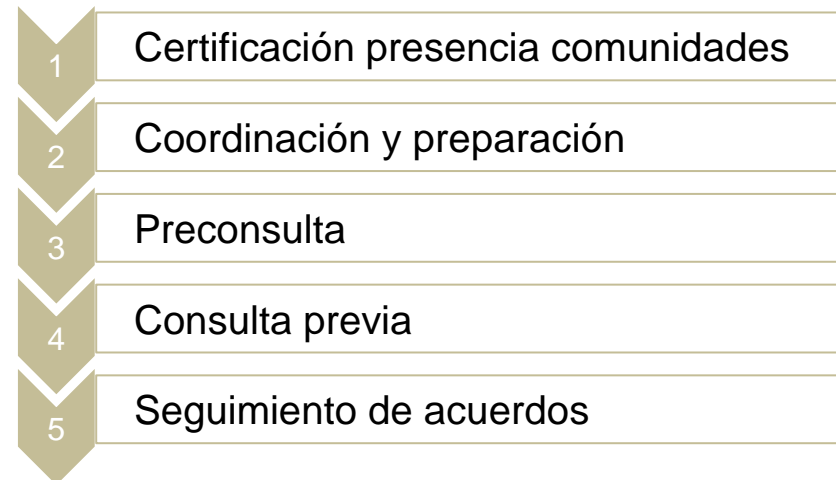 1 Certificación presencia comunidades
2 Coordinación y preparación
3 Preconsulta
4 Consulta previa
5 Seguimiento de acuerdos